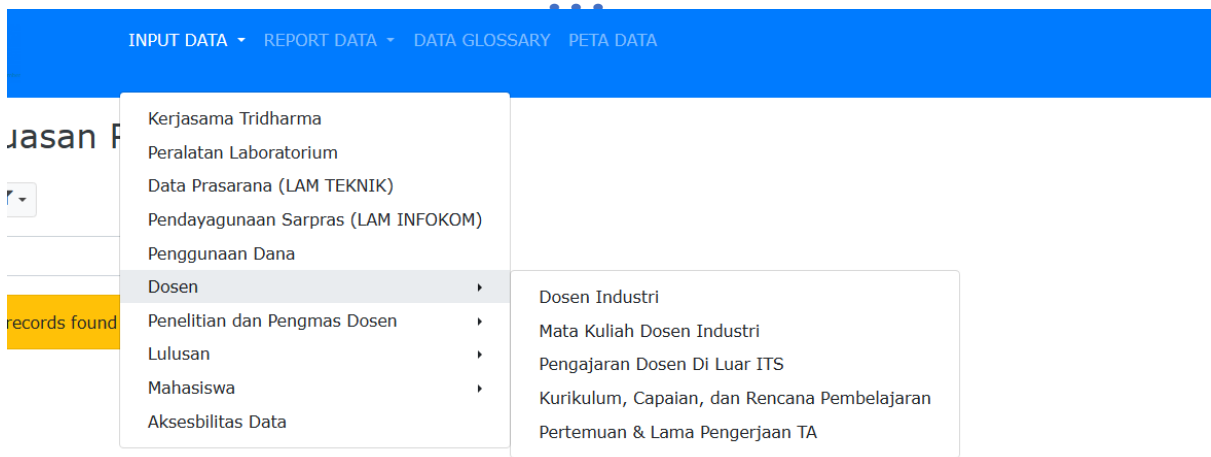 INPUT DATA REPORT DATA DATA GLOSSARY PETA DATA
Kerjasama Tridharma
Peralatan Laboratorium
Data Prasarana (LAM TEKNIK)
Pendayagunaan Sarpras (LAM INFOKOM)
Penggunaan Dana
Dosen
Penelitian dan Pengmas Dosen
Lulusan
Mahasiswa
Aksesbilitas Data
Dosen Industri
Mata Kuliah Dosen Industri
Pengajaran Dosen Di Luar ITS
Kurikulum, Capaian, dan Rencana Pembelajaran
Pertemuan & Lama Pengerjaan TA
records found